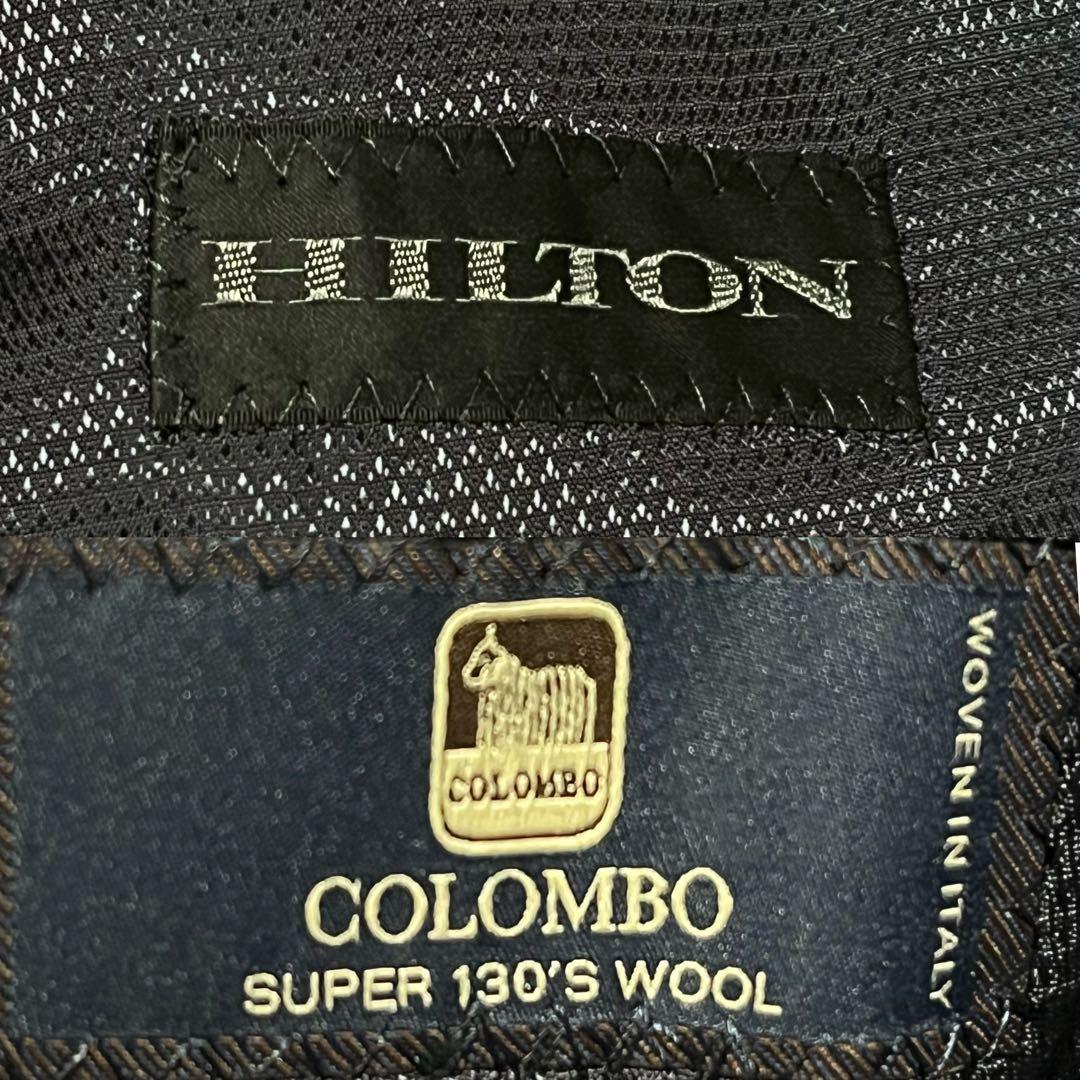 HILTON
COLOMBO
COLOMBO
SUPER 130'S WOOL
WOVEN IN ITALY